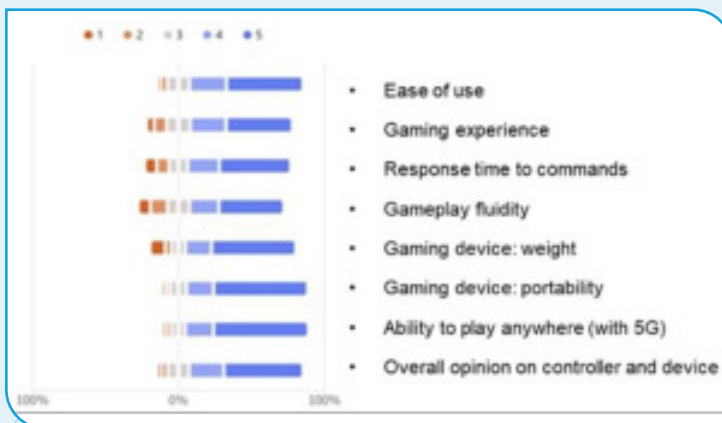 1 2 3 4 5
• Ease of use
• Gaming experience
• Response time to commands
• Gameplay fluidity
• Gaming device: weight
• Gaming device: portability
• Ability to play anywhere (with 5G)
• Overall opinion on controller and device
100% 0% 100%